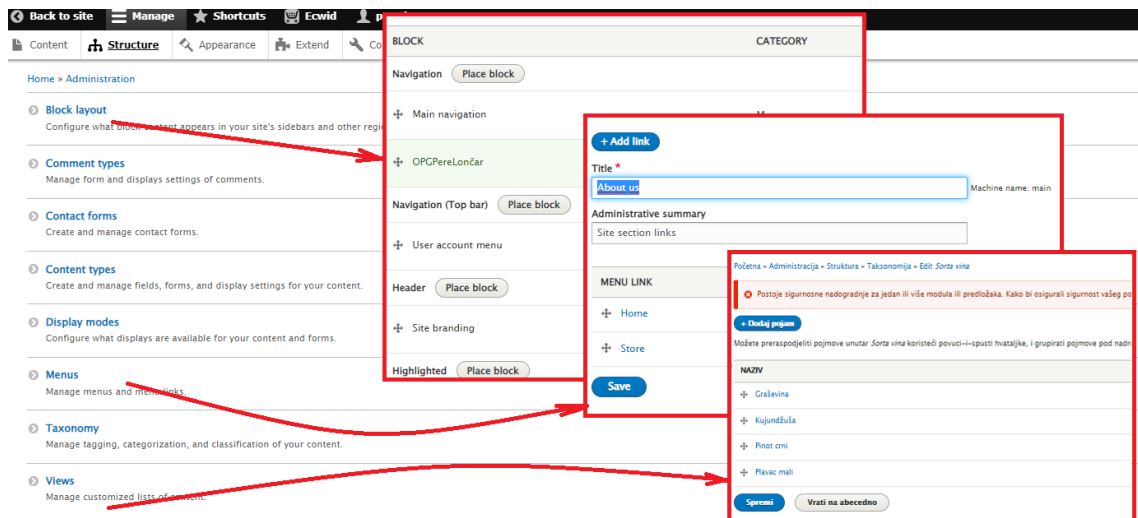 Back to site Manage Shortcuts Ecwid
Content Structure Appearance Extend
Home » Administration
Block layout
Configure what block content appears in your site's sidebars and other
Comment types
Manage form and displays settings of comments.
Contact forms
Create and manage contact forms.
Content types
Create and manage fields, forms, and display settings for your content.
Display modes
Configure what displays are available for your content and forms.
Menus
Manage menus and menu links.
Taxonomy
Manage tagging, categorization, and classification of your content.
Views
Manage customized lists of content.
BLOCK CATEGORY
Navigation Place block
Main navigation
OPGPereLončar
Navigation (Top bar) Place block
User account menu
Header Place block
Site branding
Highlighted Place block
+ Add link
Title *
About us Machine name: main
Administrative summary
Site section links
MENU LINK
Home
Store
Save
Početna » Administracija » Struktura » Taksonomija » Edit Sorta vina
Postoje sigurnosne nadogradnje za jedan ili više modula ili predložaka. Kako bi osigurali sigurnost vašeg
+ Dodaj pojam
Možete preraspodjeliti pojmove unutar Sorta vina koristeći povuci-i-spusti hvataljke, i grupirati pojmove pod
NAZIV
Graševina
Kujundžuša
Pinot crni
Plavac mali
Spremi Vrati na abecedno